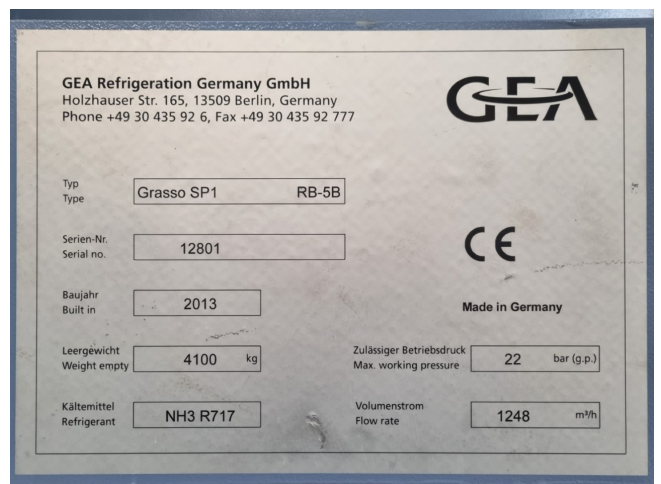 GEA Refrigeration Germany GmbH
Holzhauser Str. 165, 13509 Berlin, Germany
Phone +49 30 435 92 6, Fax +49 30 435 92 777
GEA
Typ
Type
Grasso SP1 RB-5B
Serien-Nr.
Serial no.
12801
CE
Baujahr
Built in
2013
Made in Germany
Leergewicht
Weight empty
4100 kg
Zulässiger Betriebsdruck
Max. working pressure
22 bar (g.p.)
Kältemittel
Refrigerant
NH3 R717
Volumenstrom
Flow rate
1248 m³/h